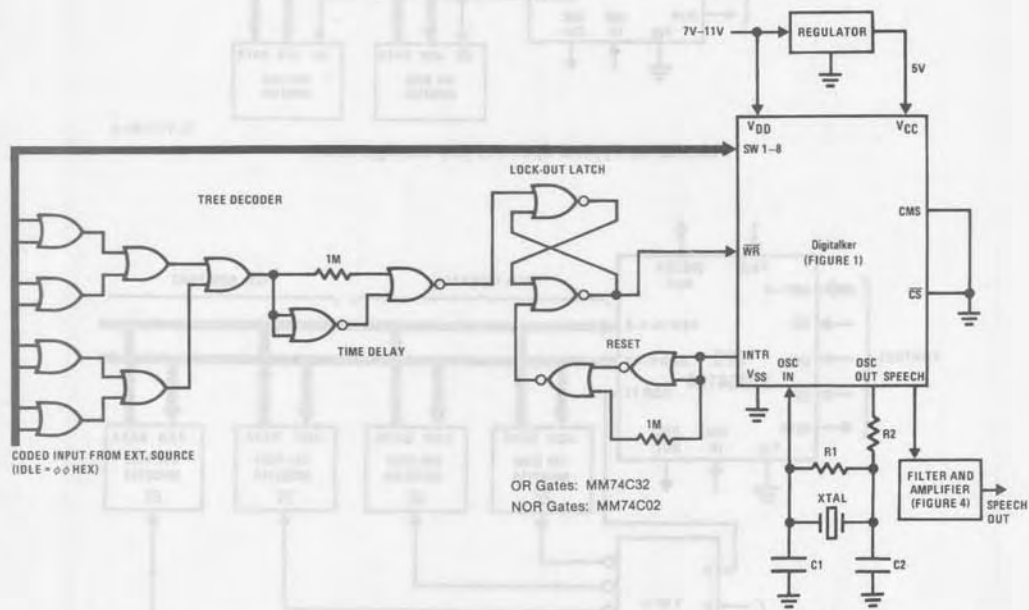 7V–11V
REGULATOR
5V
VDD
VCC
SW 1–8
LOCK-OUT LATCH
TREE DECODER
CMS
1M
WR
Digitalker
(FIGURE 1)
CS
TIME DELAY
RESET
INTR
VSS
OSC
IN
OSC
OUT
SPEECH
1M
R2
R1
CODED INPUT FROM EXT. SOURCE
(IDLE = φφ HEX)
OR Gates: MM74C32
NOR Gates: MM74C02
XTAL
FILTER AND
AMPLIFIER
(FIGURE 4)
SPEECH
OUT
C1
C2